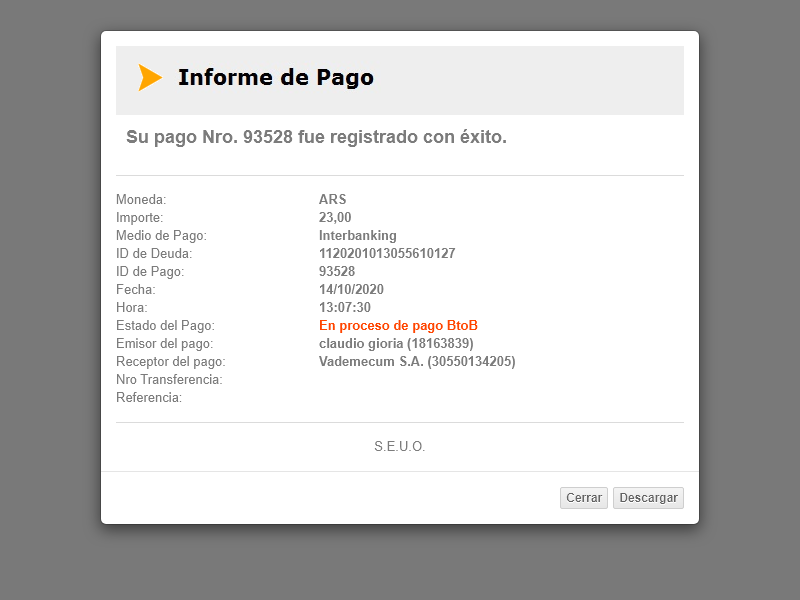 Informe de Pago
Su pago Nro. 93528 fue registrado con éxito.
Moneda: ARS
Importe: 23,00
Medio de Pago: Interbanking
ID de Deuda: 1120201013055610127
ID de Pago: 93528
Fecha: 14/10/2020
Hora: 13:07:30
Estado del Pago: En proceso de pago BtoB
Emisor del pago: claudio gioria (18163839)
Receptor del pago: Vademecum S.A. (30550134205)
Nro Transferencia:
Referencia:
S.E.U.O.
Cerrar Descargar